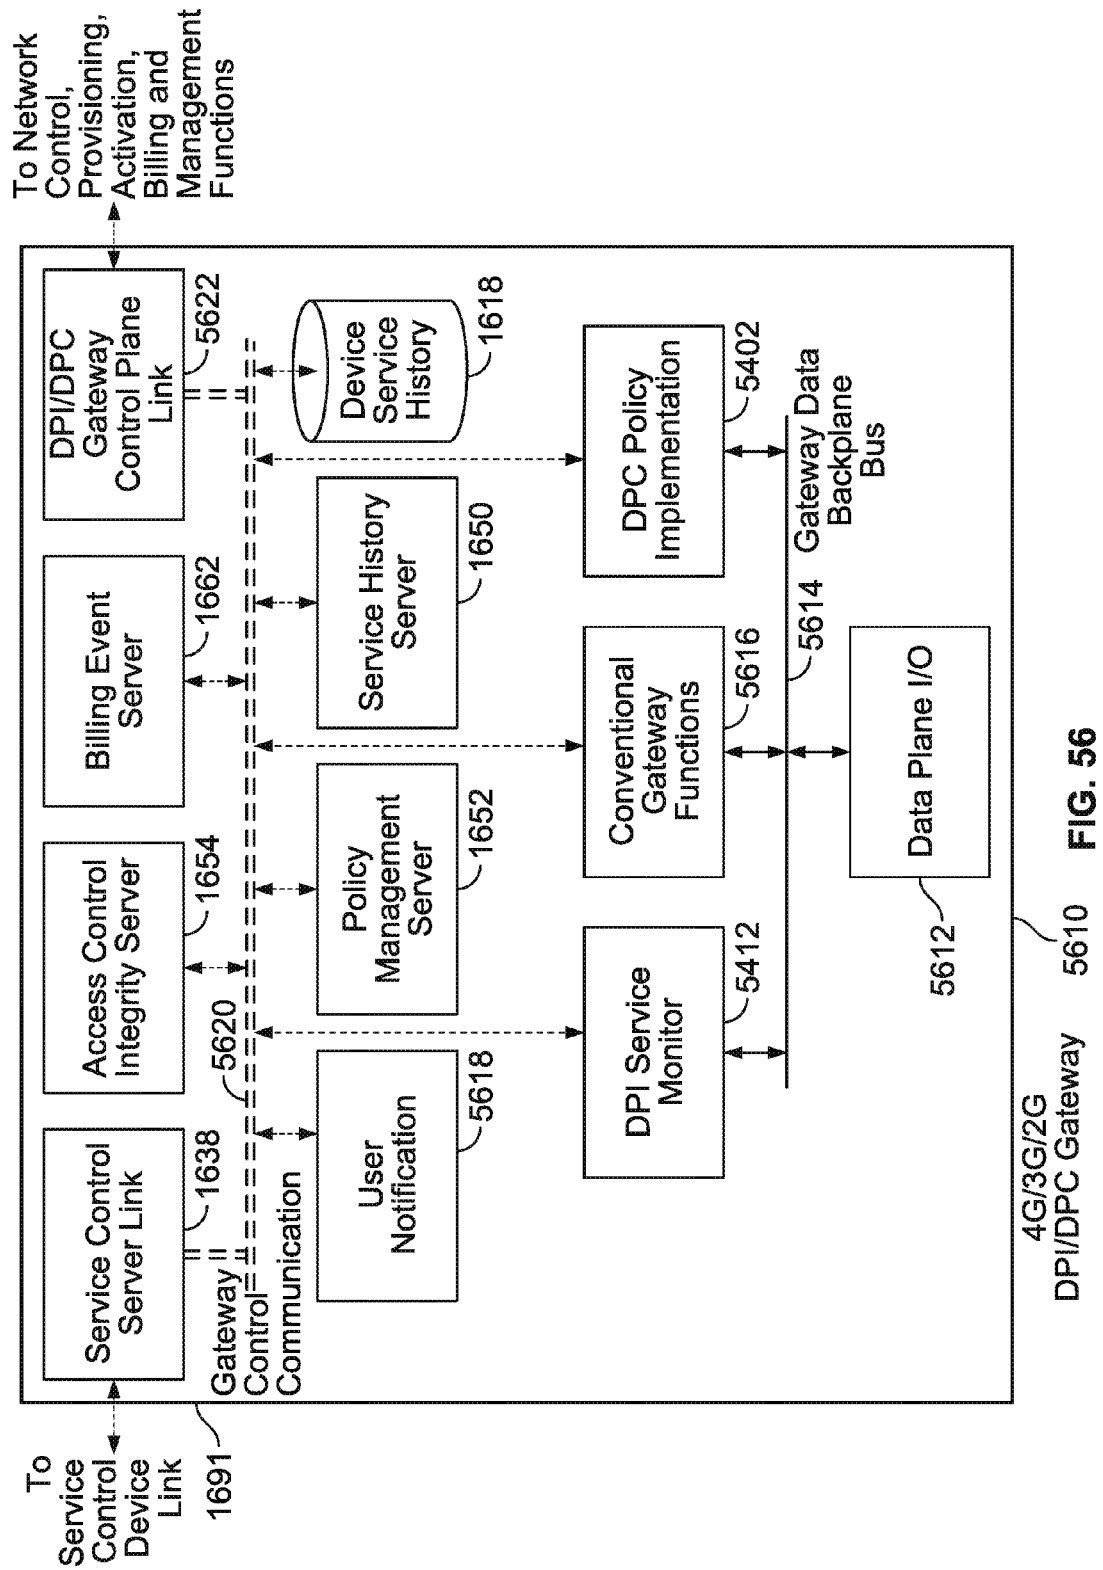 To
Service
Control
Device
Link
To Network
Control,
Provisioning,
Activation,
Billing and
Management
Functions
1691
Service Control
Server Link
1638
Access Control
Integrity Server
1654
Billing Event
Server
1662
DPI/DPC
Gateway
Control Plane
Link
5622
Gateway
Control
Communication
5620
User
Notification
5618
Policy
Management
Server
1652
Service History
Server
1650
Device
Service
History
1618
DPI Service
Monitor
5412
Conventional
Gateway
Functions
5616
DPC Policy
Implementation
5402
5614
Gateway Data
Backplane
Bus
Data Plane I/O
5612
4G/3G/2G
DPI/DPC Gateway
5610
FIG. 56